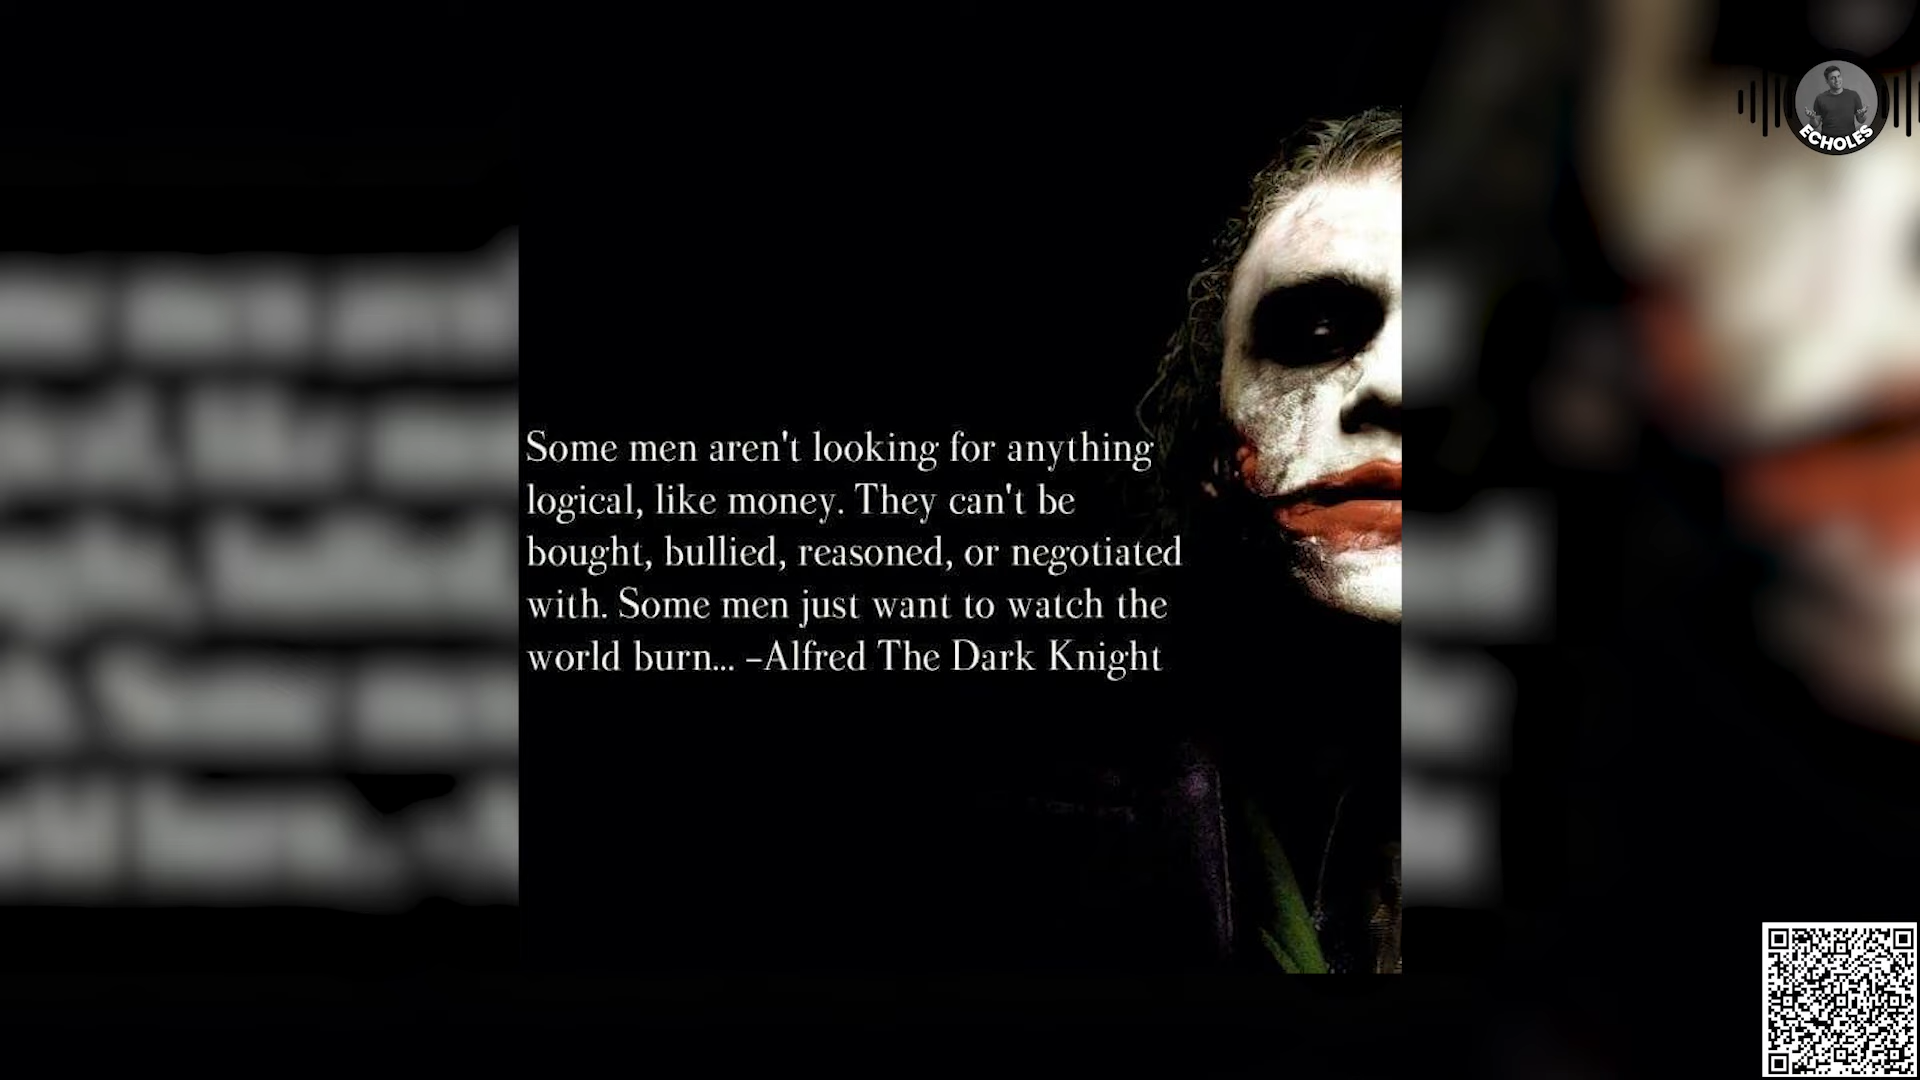 ECHOLES
Some men aren't looking for anything
logical, like money. They can't be
bought, bullied, reasoned, or negotiated
with. Some men just want to watch the
world burn... –Alfred The Dark Knight